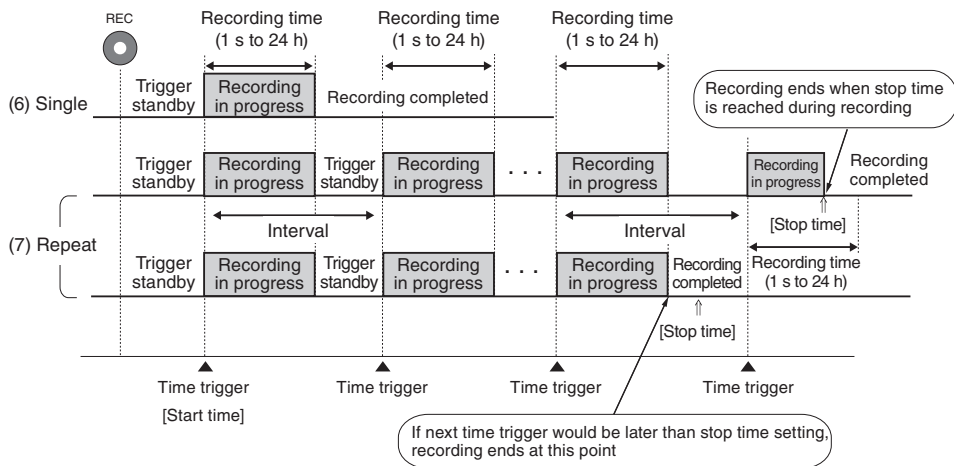 REC
Recording time
(1 s to 24 h)
Recording time
(1 s to 24 h)
Recording time
(1 s to 24 h)
(6) Single
Trigger
standby
Recording
in progress
Recording completed
Recording ends when stop time
is reached during recording
(7) Repeat
Trigger
standby
Recording
in progress
Trigger
standby
Recording
in progress
. . .
Recording
in progress
Recording
in progress
Recording
completed
[Stop time]
Interval
Interval
Trigger
standby
Recording
in progress
Trigger
standby
Recording
in progress
. . .
Recording
in progress
Recording
completed
[Stop time]
Recording time
(1 s to 24 h)
Time trigger
[Start time]
Time trigger
Time trigger
Time trigger
If next time trigger would be later than stop time setting,
recording ends at this point